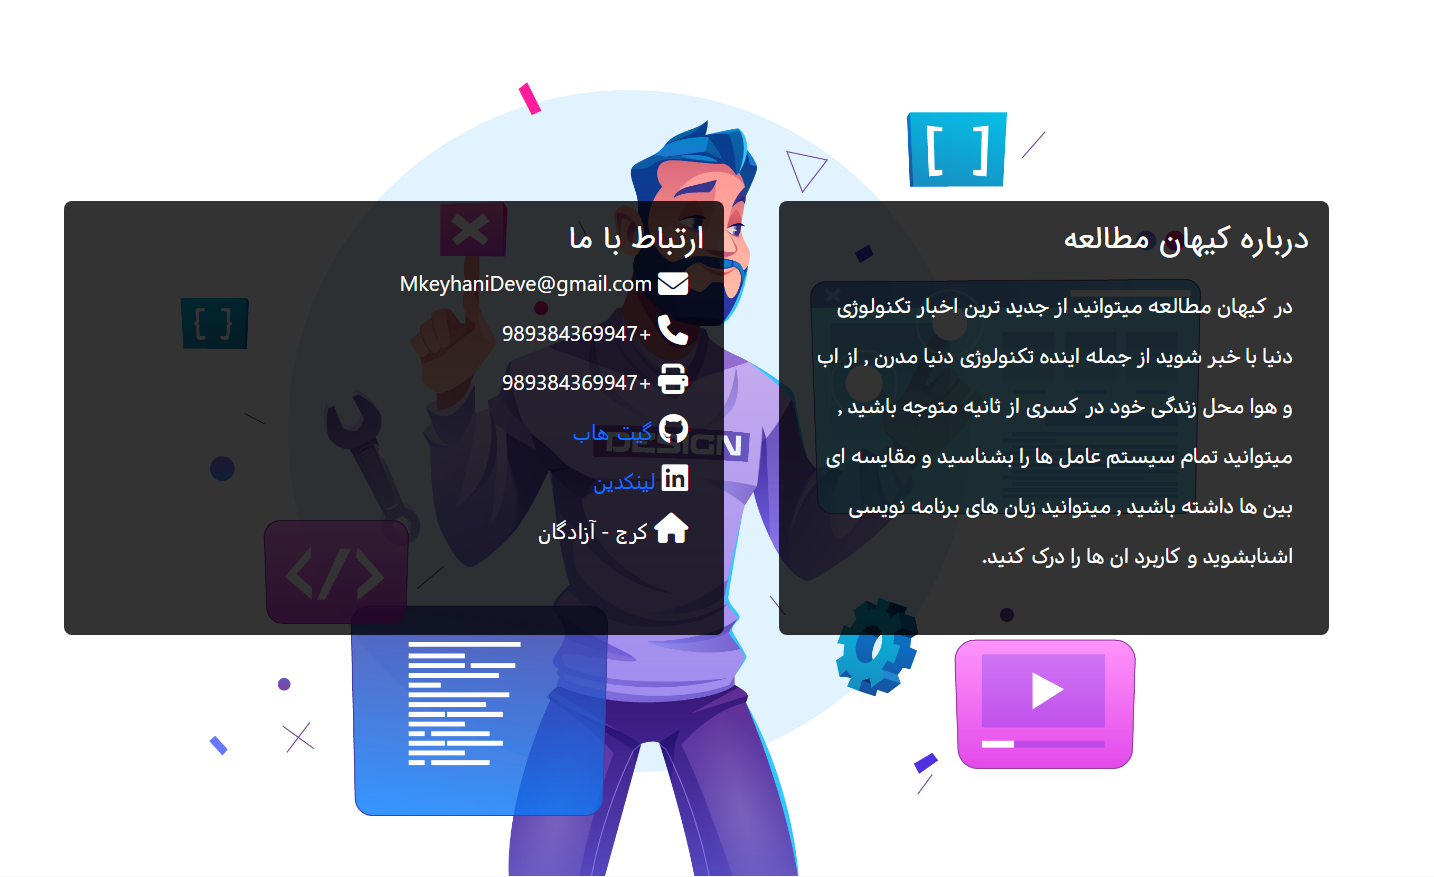 درباره کیهان مطالعه
در کیهان مطالعه میتوانید از جدید ترین اخبار تکنولوژی
دنیا با خبر شوید از جمله اینده تکنولوژی دنیا مدرن , از اب
و هوا محل زندگی خود در کسری از ثانیه متوجه باشید ,
میتوانید تمام سیستم عامل ها را بشناسید و مقایسه ای
بین ها داشته باشید , میتوانید زبان های برنامه نویسی
اشنابشوید و کاربرد ان ها را درک کنید.
ارتباط با ما
MkeyhaniDeve@gmail.com
989384369947+
989384369947+
گیت هاب
لینکدین
کرج - آزادگان
DESIGN
[ ]
{ }
</>